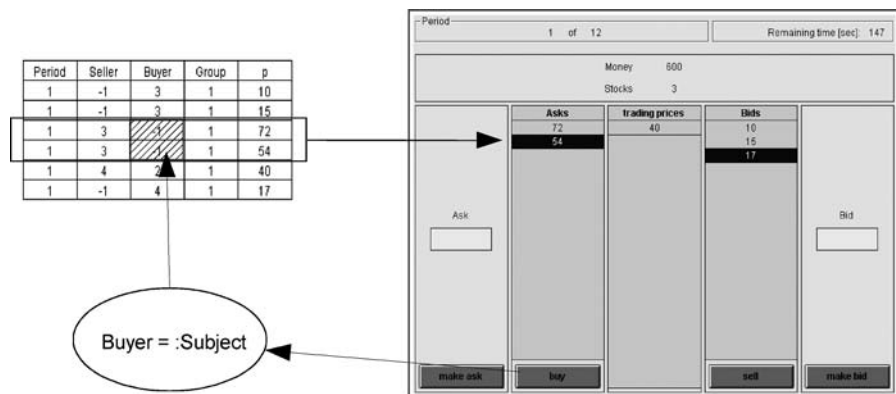 Period
1 of 12
Remaining time [sec]: 147
Money 600
Stocks 3
Period Seller Buyer Group p
1 -1 3 1 10
1 -1 3 1 15
1 3 -1 1 72
1 3 -1 1 54
1 4 2 1 40
1 -1 4 1 17
Asks
72
54
trading prices
40
Bids
10
15
17
Ask
Bid
make ask
buy
sell
make bid
Buyer = :Subject